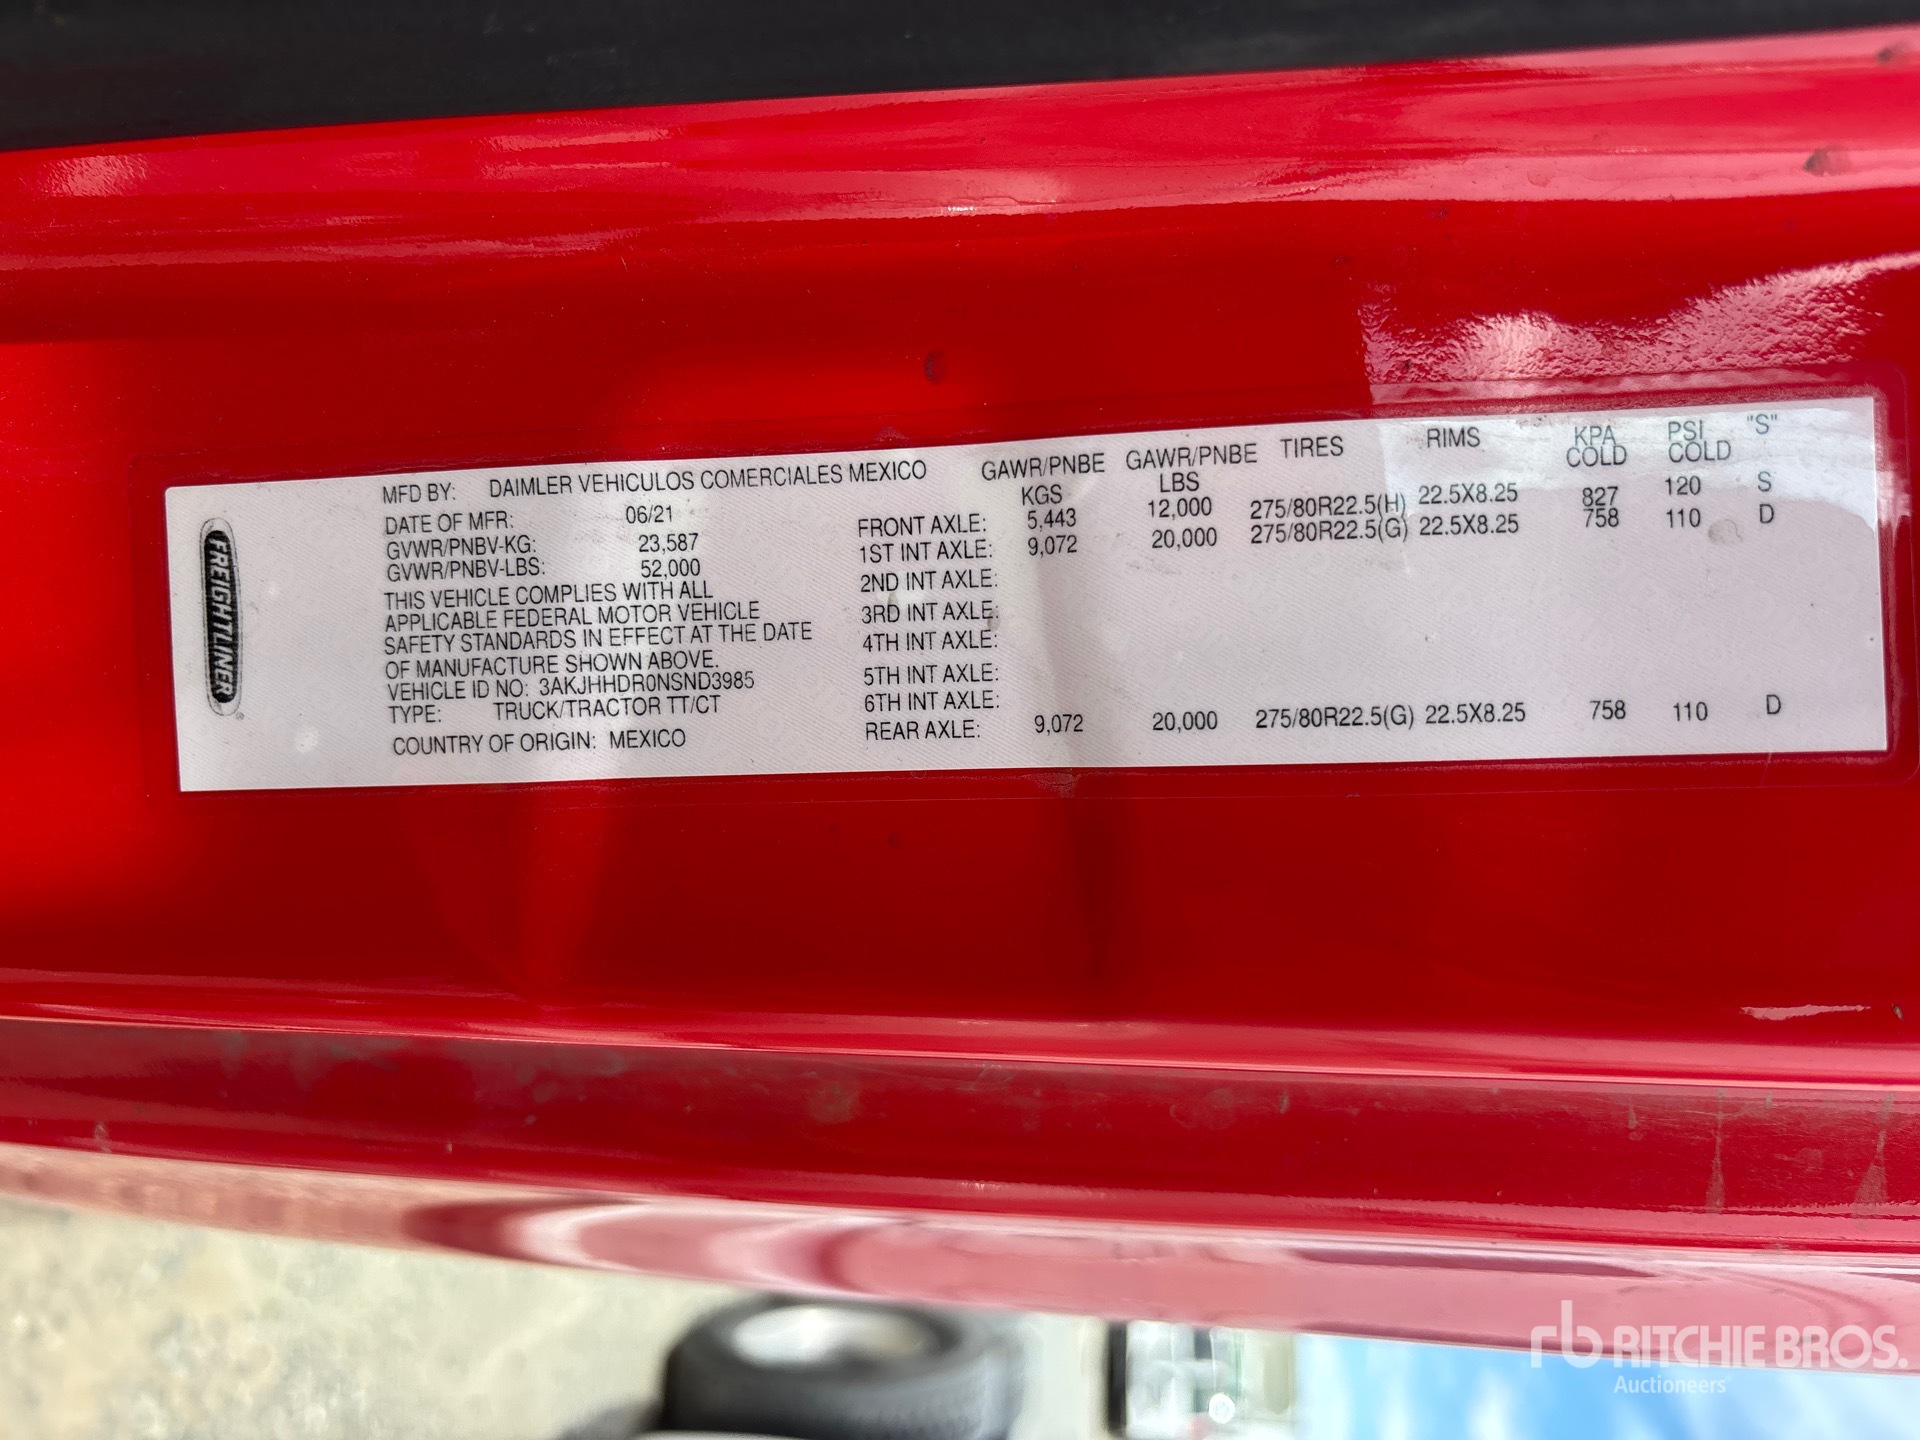 FREIGHTLINER
MFD BY: DAIMLER VEHICULOS COMERCIALES MEXICO
DATE OF MFR: 06/21
GVWR/PNBV-KG: 23,587
GVWR/PNBV-LBS: 52,000
THIS VEHICLE COMPLIES WITH ALL
APPLICABLE FEDERAL MOTOR VEHICLE
SAFETY STANDARDS IN EFFECT AT THE DATE
OF MANUFACTURE SHOWN ABOVE.
VEHICLE ID NO: 3AKJHHDR0NSND3985
TYPE: TRUCK/TRACTOR TT/CT
COUNTRY OF ORIGIN: MEXICO
GAWR/PNBE KGS GAWR/PNBE LBS TIRES RIMS KPA COLD PSI COLD "S"
FRONT AXLE: 5,443 12,000 275/80R22.5(H) 22.5X8.25 827 120 S
1ST INT AXLE: 9,072 20,000 275/80R22.5(G) 22.5X8.25 758 110 D
2ND INT AXLE:
3RD INT AXLE:
4TH INT AXLE:
5TH INT AXLE:
6TH INT AXLE:
REAR AXLE: 9,072 20,000 275/80R22.5(G) 22.5X8.25 758 110 D
rb RITCHIE BROS.
Auctioneers